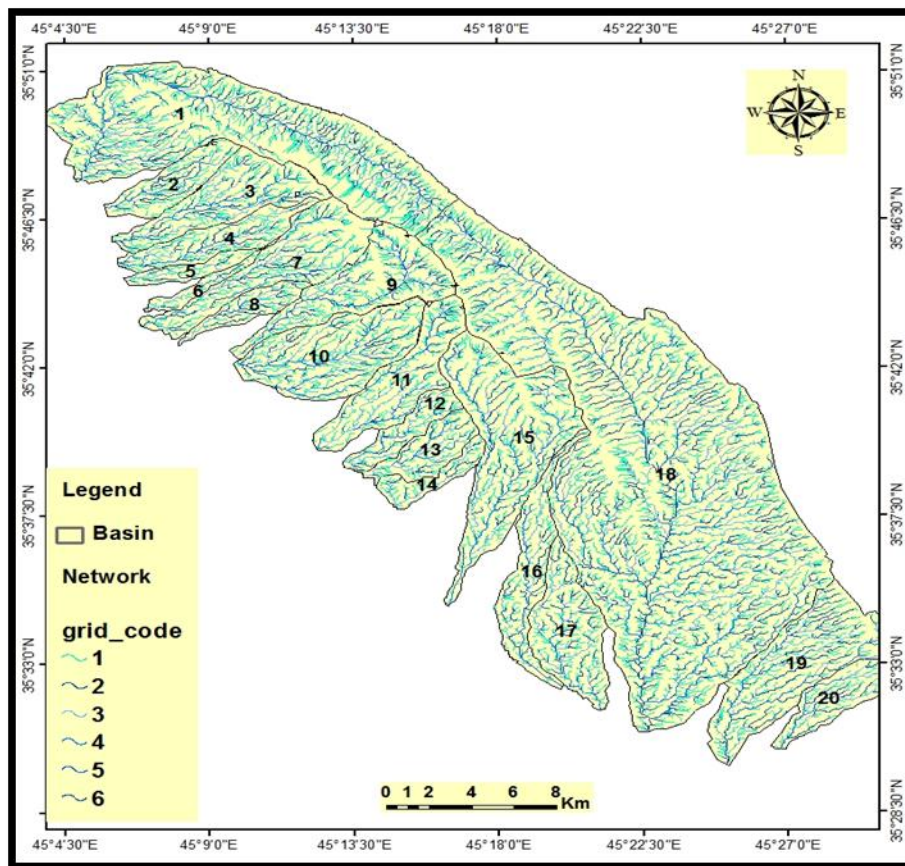 45°4'30"E 45°9'0"E 45°13'30"E 45°18'0"E 45°22'30"E 45°27'0"E
35°51'0"N 35°51'0"N
N
W E
S
1
2
3
35°46'30"N 35°46'30"N
4
5
7
6
8
9
10
35°42'0"N 35°42'0"N
11
12
15
13
14
18
Legend
Basin
35°37'30"N 35°37'30"N
Network
16
grid_code
17
1
2
3
4
5
6
35°33'0"N 35°33'0"N
19
20
0 1 2 4 6 8
Km
35°28'30"N 35°28'30"N
45°4'30"E 45°9'0"E 45°13'30"E 45°18'0"E 45°22'30"E 45°27'0"E